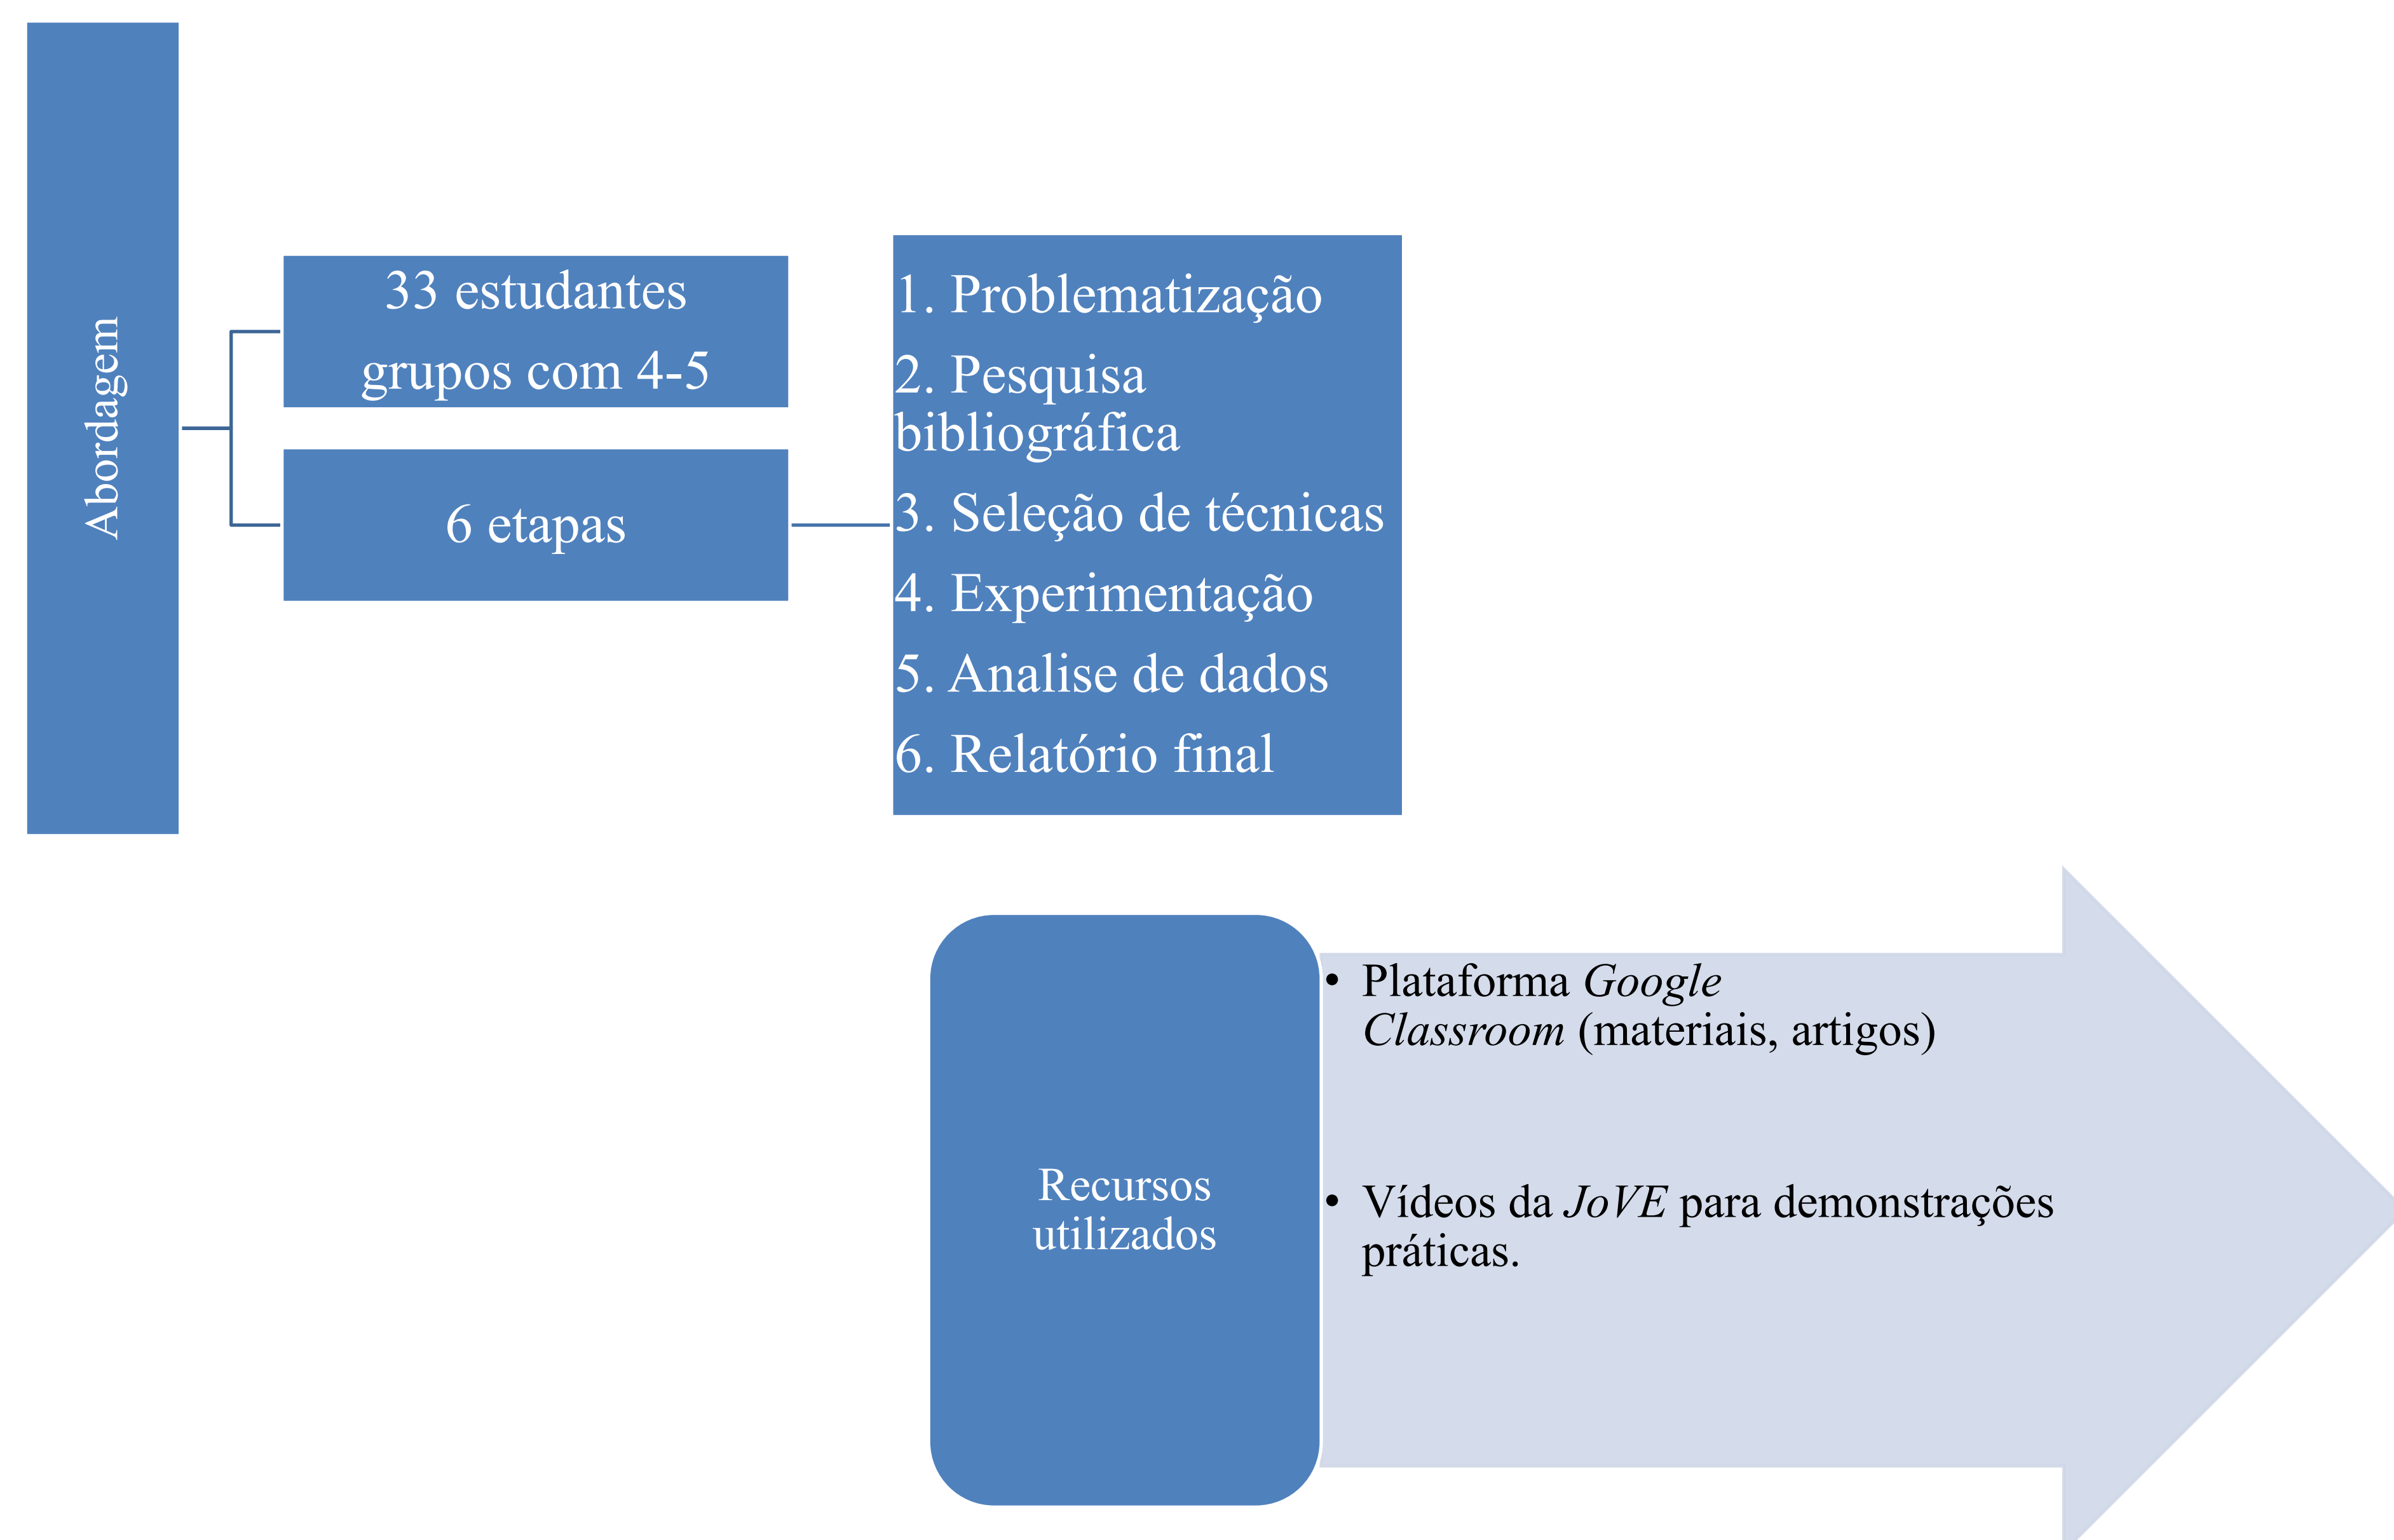 Abordagem
33 estudantes
grupos com 4-5
6 etapas
1. Problematização
2. Pesquisa
bibliográfica
3. Seleção de técnicas
4. Experimentação
5. Analise de dados
6. Relatório final
Recursos
utilizados
• Plataforma Google
Classroom (materiais, artigos)
• Vídeos da JoVE para demonstrações
práticas.